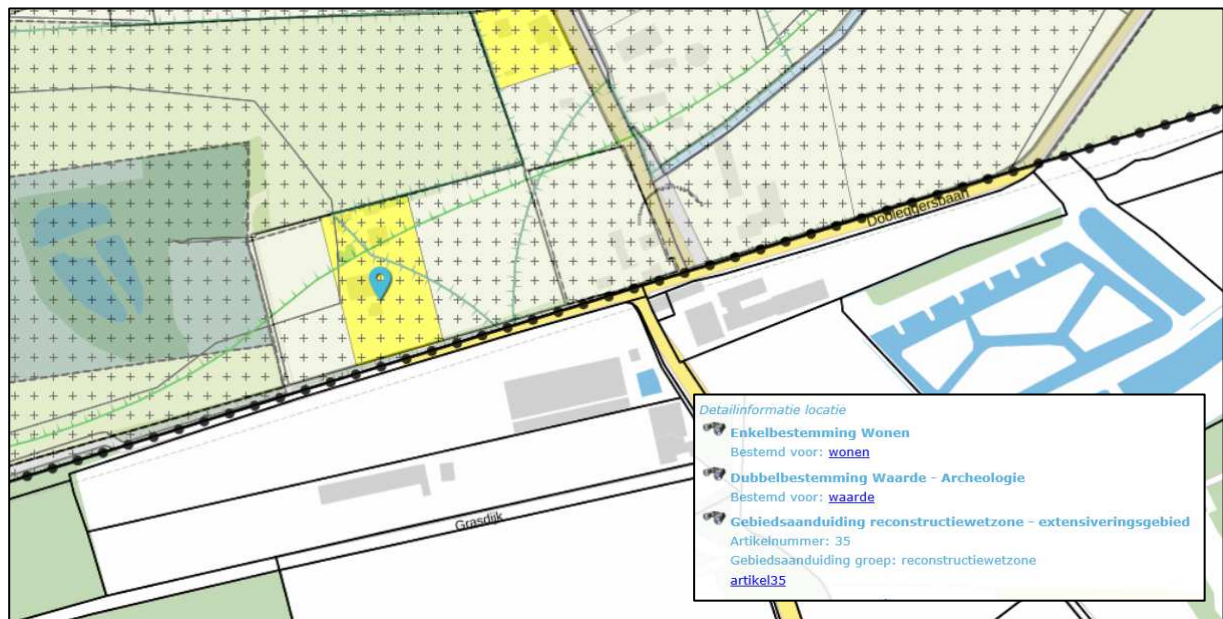 Dooleggersbaan
Grasdijk
Detailinformatie locatie
Enkelbestemming Wonen
Bestemd voor: wonen
Dubbelbestemming Waarde - Archeologie
Bestemd voor: waarde
Gebiedsaanduiding reconstructiewetzone - extensiveringsgebied
Artikelnummer: 35
Gebiedsaanduiding groep: reconstructiewetzone
artikel35